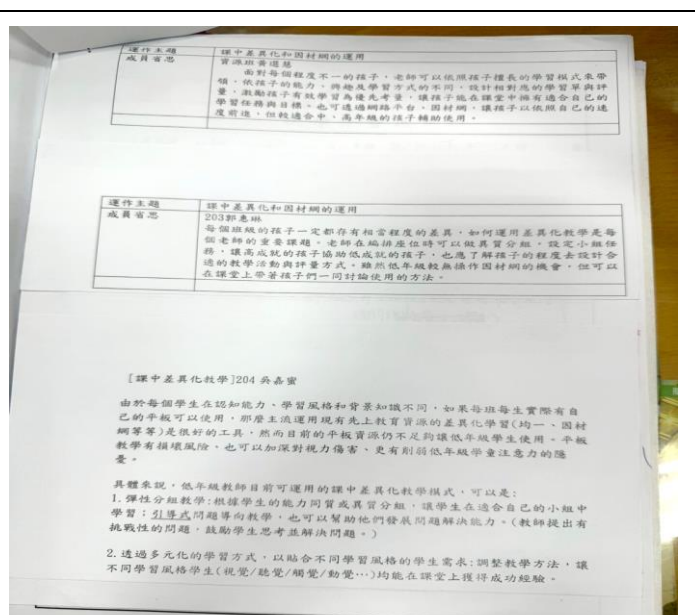 運作主題 課中差異化和因材網的運用
成員省思 資源班黃道慈
面對每個程度不一的孩子，老師可以依照孩子擅長的學習模式來帶
領、依孩子的能力、興趣及學習方式的不同，設計相對應的學習單與評
量，激勵孩子有效學習為優先考量，讓孩子能在課堂中擁有適合自己的
學習任務與目標。也可透過網路平台、因材網，讓孩子以依照自己的速
度前進，但較適合中、高年級的孩子輔助使用。
運作主題 課中差異化和因材網的運用
成員省思 203郭惠琳
每個班級的孩子一定都存有相當程度的差異，如何運用差異化教學是每
個老師的重要課題。老師在編排座位時可以做異質分組，設定小組任
務，讓高成就的孩子協助低成就的孩子，也應了解孩子的程度去設計合
適的教學活動與評量方式。雖然低年級較無操作因材網的機會，但可以
在課堂上帶著孩子們一同討論使用的方法。
[課中差異化教學]204 吳嘉蜜
由於每個學生在認知能力、學習風格和背景知識不同，如果每班每生實際有自
己的平板可以使用，那麼主流運用現有先上教育資源的差異化學習(均一、因材
網等等)是很好的工具，然而目前的平板資源仍不足夠讓低年級學生使用。平板
教學有損壞風險、也可以加深對視力傷害、更有削弱低年級學童注意力的隱
憂。
具體來說，低年級教師目前可運用的課中差異化教學模式，可以是:
1.彈性分組教學:根據學生的能力同質或異質分組，讓學生在適合自己的小組中
學習；引導式問題導向教學，也可以幫助他們發展問題解決能力。(教師提出有
挑戰性的問題，鼓勵學生思考並解決問題。)
2.透過多元化的學習方式，以貼合不同學習風格的學生需求:調整教學方法，讓
不同學習風格學生(視覺/聽覺/觸覺/動覺…)均能在課堂上獲得成功經驗。